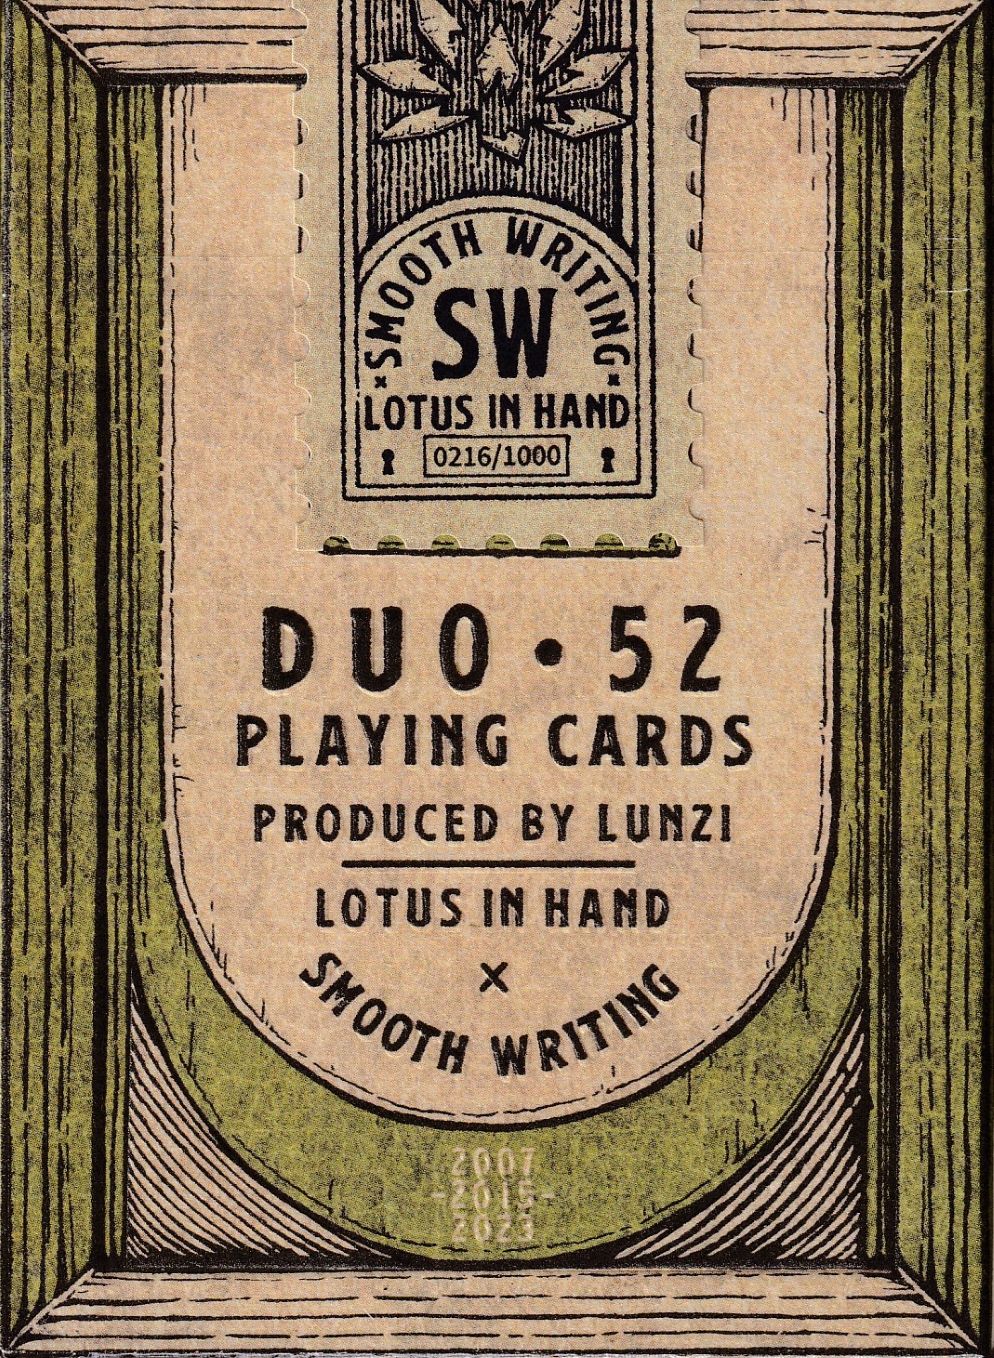 SMOOTH WRITING
SW
LOTUS IN HAND
0216/1000
DUO • 52
PLAYING CARDS
PRODUCED BY LUNZI
LOTUS IN HAND
×
SMOOTH WRITING
2007
-2015-
2023